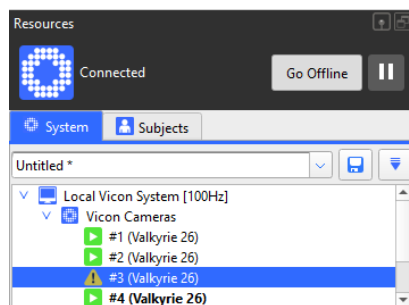 Resources
Connected
Go Offline
System
Subjects
Untitled *
Local Vicon System [100Hz]
Vicon Cameras
#1 (Valkyrie 26)
#2 (Valkyrie 26)
#3 (Valkyrie 26)
#4 (Valkyrie 26)